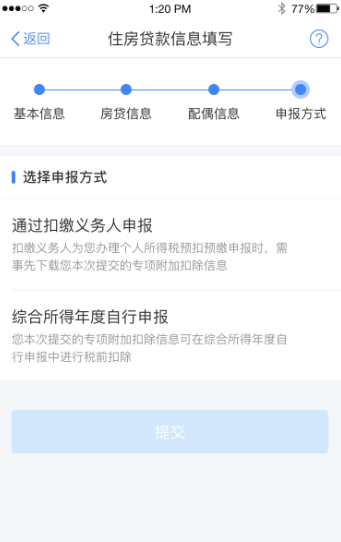 1:20 PM 77%
返回 住房贷款信息填写 ?
基本信息 房贷信息 配偶信息 申报方式
选择申报方式
通过扣缴义务人申报
扣缴义务人为您办理个人所得税预扣预缴申报时，需
事先下载您本次提交的专项附加扣除信息
综合所得年度自行申报
您本次提交的专项附加扣除信息可在综合所得年度自
行申报中进行税前扣除
提交